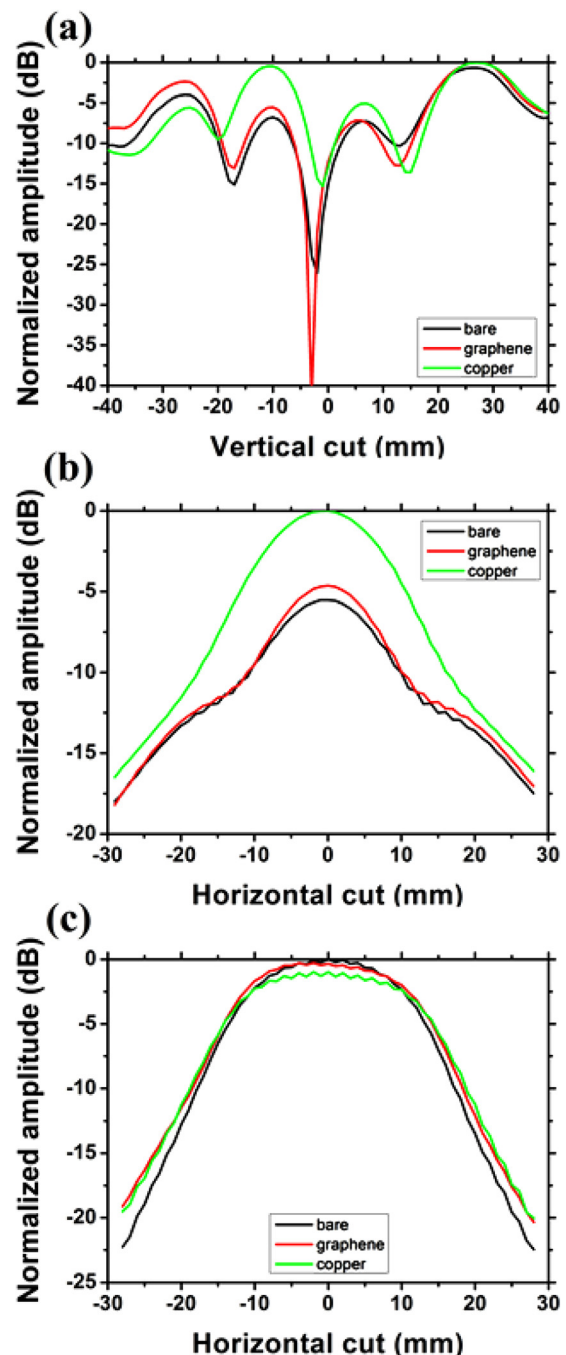 (a)
Normalized amplitude (dB)
0
-5
-10
-15
-20
-25
-30
-35
-40
bare
graphene
copper
-40 -30 -20 -10 0 10 20 30 40
Vertical cut (mm)
(b)
Normalized amplitude (dB)
0
-5
-10
-15
-20
bare
graphene
copper
-30 -20 -10 0 10 20 30
Horizontal cut (mm)
(c)
Normalized amplitude (dB)
0
-5
-10
-15
-20
-25
bare
graphene
copper
-30 -20 -10 0 10 20 30
Horizontal cut (mm)